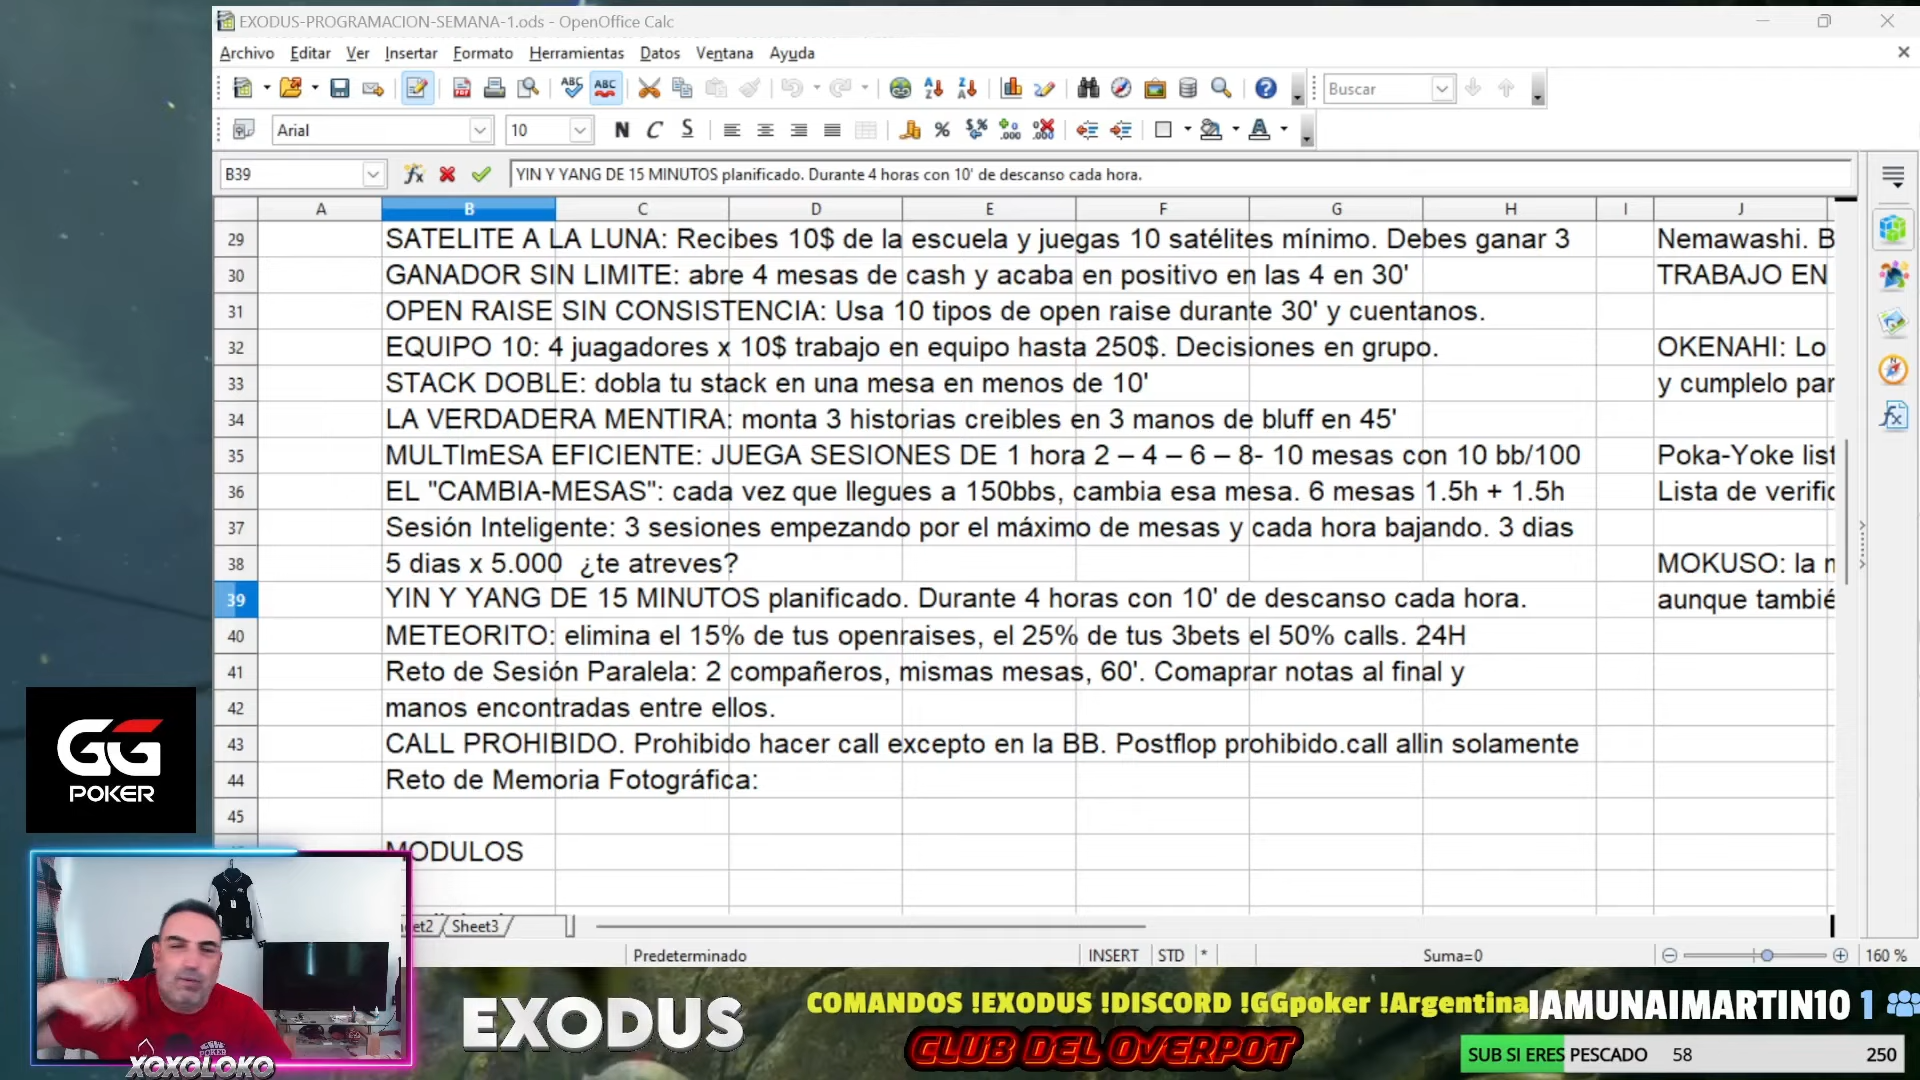 EXODUS-PROGRAMACION-SEMANA-1.ods - OpenOffice Calc
Archivo Editar Ver Insertar Formato Herramientas Datos Ventana Ayuda
Buscar
Arial 10 N C S
B39 YIN Y YANG DE 15 MINUTOS planificado. Durante 4 horas con 10' de descanso cada hora.
A B C D E F G H I J
29 SATELITE A LA LUNA: Recibes 10$ de la escuela y juegas 10 satélites mínimo. Debes ganar 3 Nemawashi. B
30 GANADOR SIN LIMITE: abre 4 mesas de cash y acaba en positivo en las 4 en 30' TRABAJO EN
31 OPEN RAISE SIN CONSISTENCIA: Usa 10 tipos de open raise durante 30' y cuentanos.
32 EQUIPO 10: 4 juagadores x 10$ trabajo en equipo hasta 250$. Decisiones en grupo. OKENAHI: Lo
33 STACK DOBLE: dobla tu stack en una mesa en menos de 10' y cumplelo par
34 LA VERDADERA MENTIRA: monta 3 historias creibles en 3 manos de bluff en 45'
35 MULTImESA EFICIENTE: JUEGA SESIONES DE 1 hora 2 – 4 – 6 – 8- 10 mesas con 10 bb/100 Poka-Yoke list
36 EL "CAMBIA-MESAS": cada vez que llegues a 150bbs, cambia esa mesa. 6 mesas 1.5h + 1.5h Lista de verific
37 Sesión Inteligente: 3 sesiones empezando por el máximo de mesas y cada hora bajando. 3 dias
38 5 dias x 5.000 ¿te atreves? MOKUSO: la m
39 YIN Y YANG DE 15 MINUTOS planificado. Durante 4 horas con 10' de descanso cada hora. aunque también
40 METEORITO: elimina el 15% de tus openraises, el 25% de tus 3bets el 50% calls. 24H
41 Reto de Sesión Paralela: 2 compañeros, mismas mesas, 60'. Comaprar notas al final y
42 manos encontradas entre ellos.
43 CALL PROHIBIDO. Prohibido hacer call excepto en la BB. Postflop prohibido.call allin solamente
44 Reto de Memoria Fotográfica:
45
MODULOS
Sheet3
Predeterminado INSERT STD * Suma=0 160 %
GG
POKER
XOXOLOKO
EXODUS
COMANDOS !EXODUS !DISCORD !GGpoker !Argentina
IAMUNAIMARTIN10 1
CLUB DEL OVERPOT
SUB SI ERES PESCADO 58 250